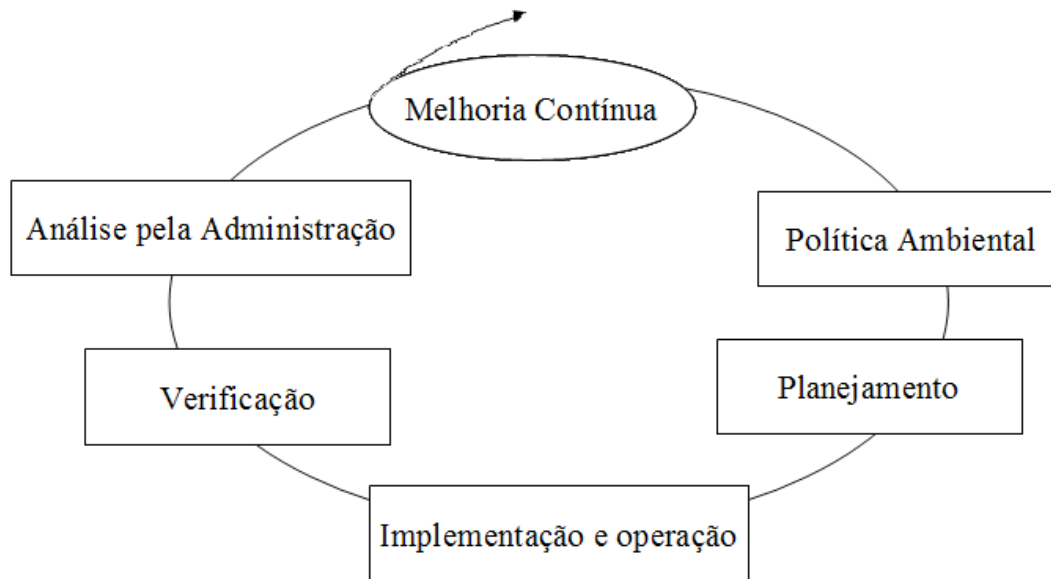 Melhoria Contínua
Análise pela Administração
Política Ambiental
Verificação
Planejamento
Implementação e operação